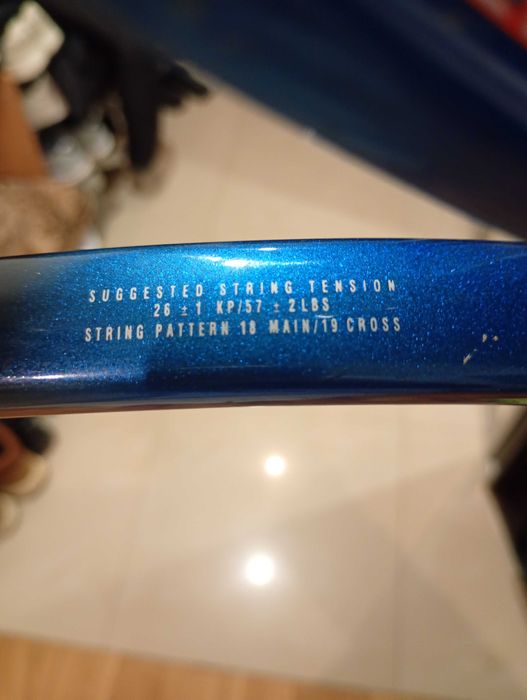 SUGGESTED STRING TENSION
26 ± 1 KP/57 ± 2LBS
STRING PATTERN 18 MAIN/19 CROSS